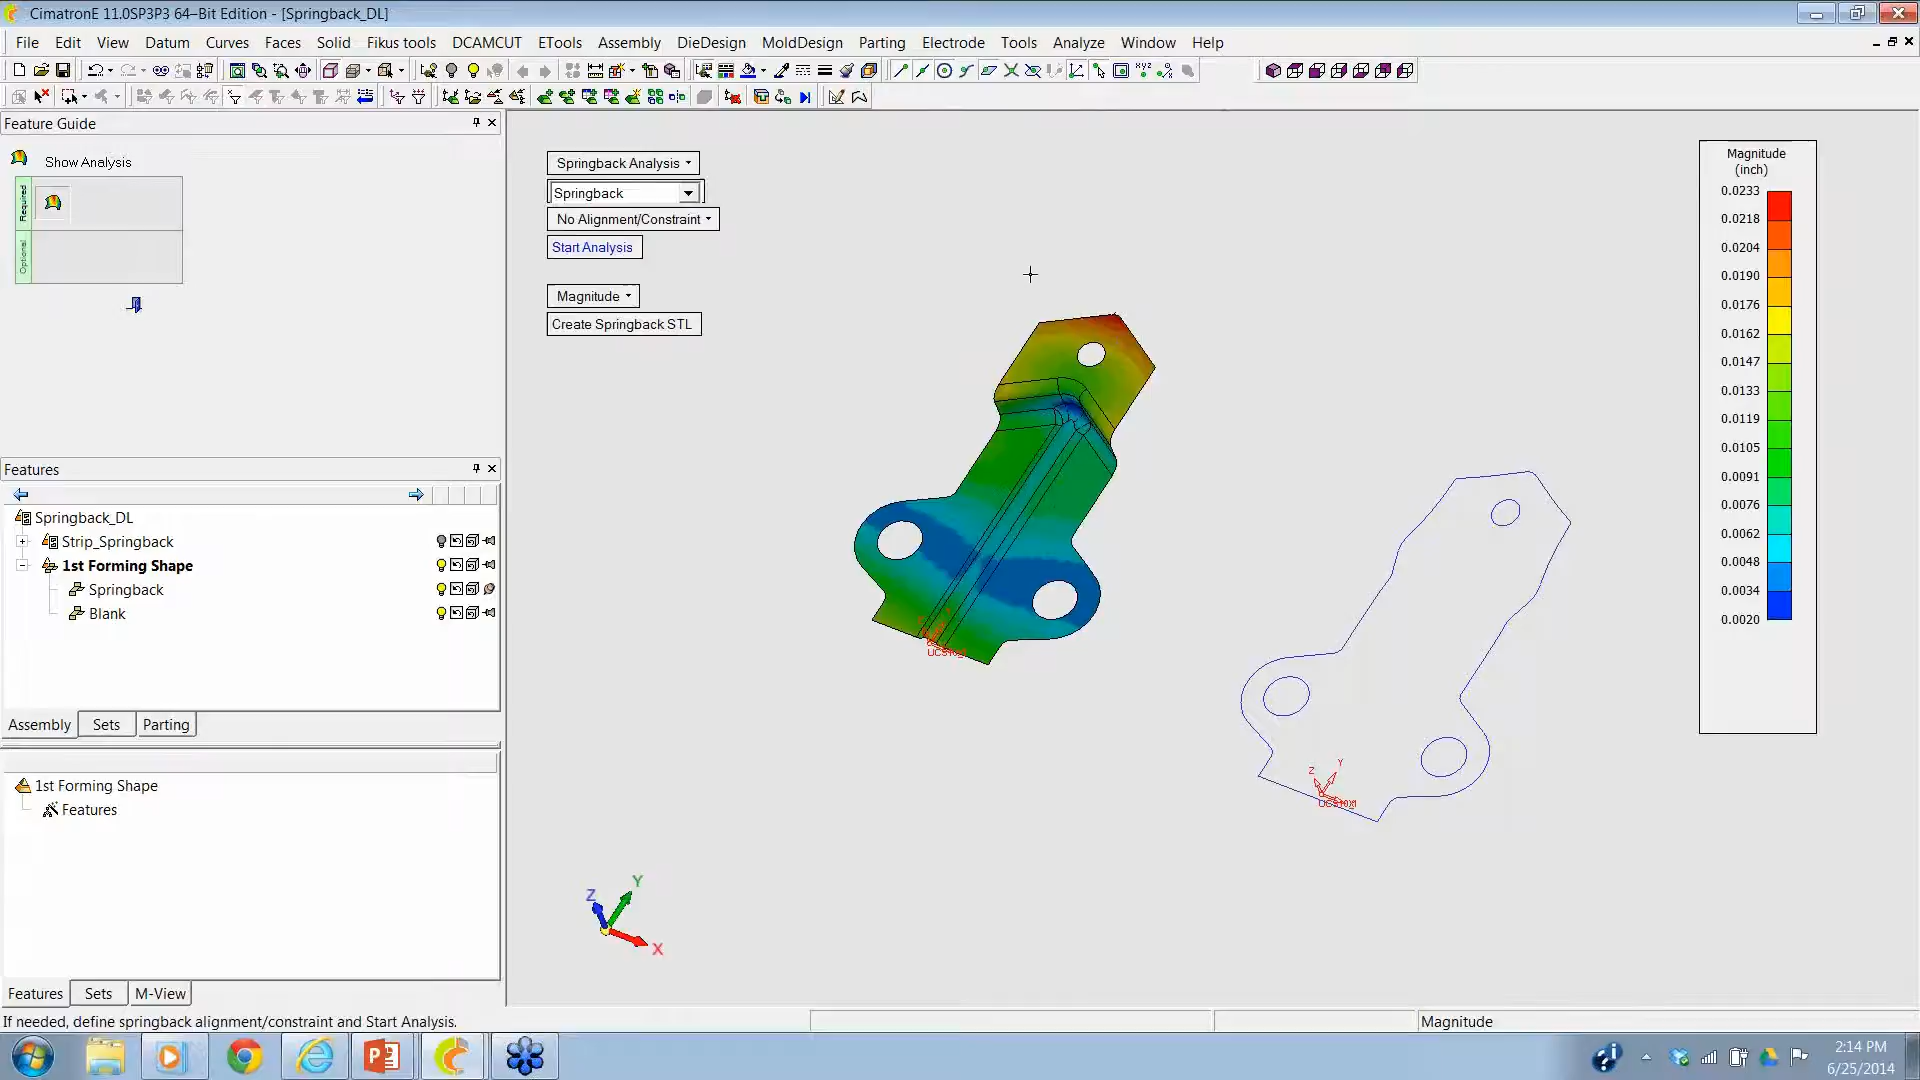 CimatronE 11.0SP3P3 64-Bit Edition - [Springback_DL]
File Edit View Datum Curves Faces Solid Fikus tools DCAMCUT ETools Assembly DieDesign MoldDesign Parting Electrode Tools Analyze Window Help
Feature Guide
Show Analysis
Required
Optional
Springback Analysis
Springback
No Alignment/Constraint
Start Analysis
Magnitude
Create Springback STL
Magnitude
(inch)
0.0233
0.0218
0.0204
0.0190
0.0176
0.0162
0.0147
0.0133
0.0119
0.0105
0.0091
0.0076
0.0062
0.0048
0.0034
0.0020
Features
Springback_DL
Strip_Springback
1st Forming Shape
Springback
Blank
Assembly Sets Parting
1st Forming Shape
Features
Z Y
Z Y X
Features Sets M-View
If needed, define springback alignment/constraint and Start Analysis.
Magnitude
2:14 PM
6/25/2014